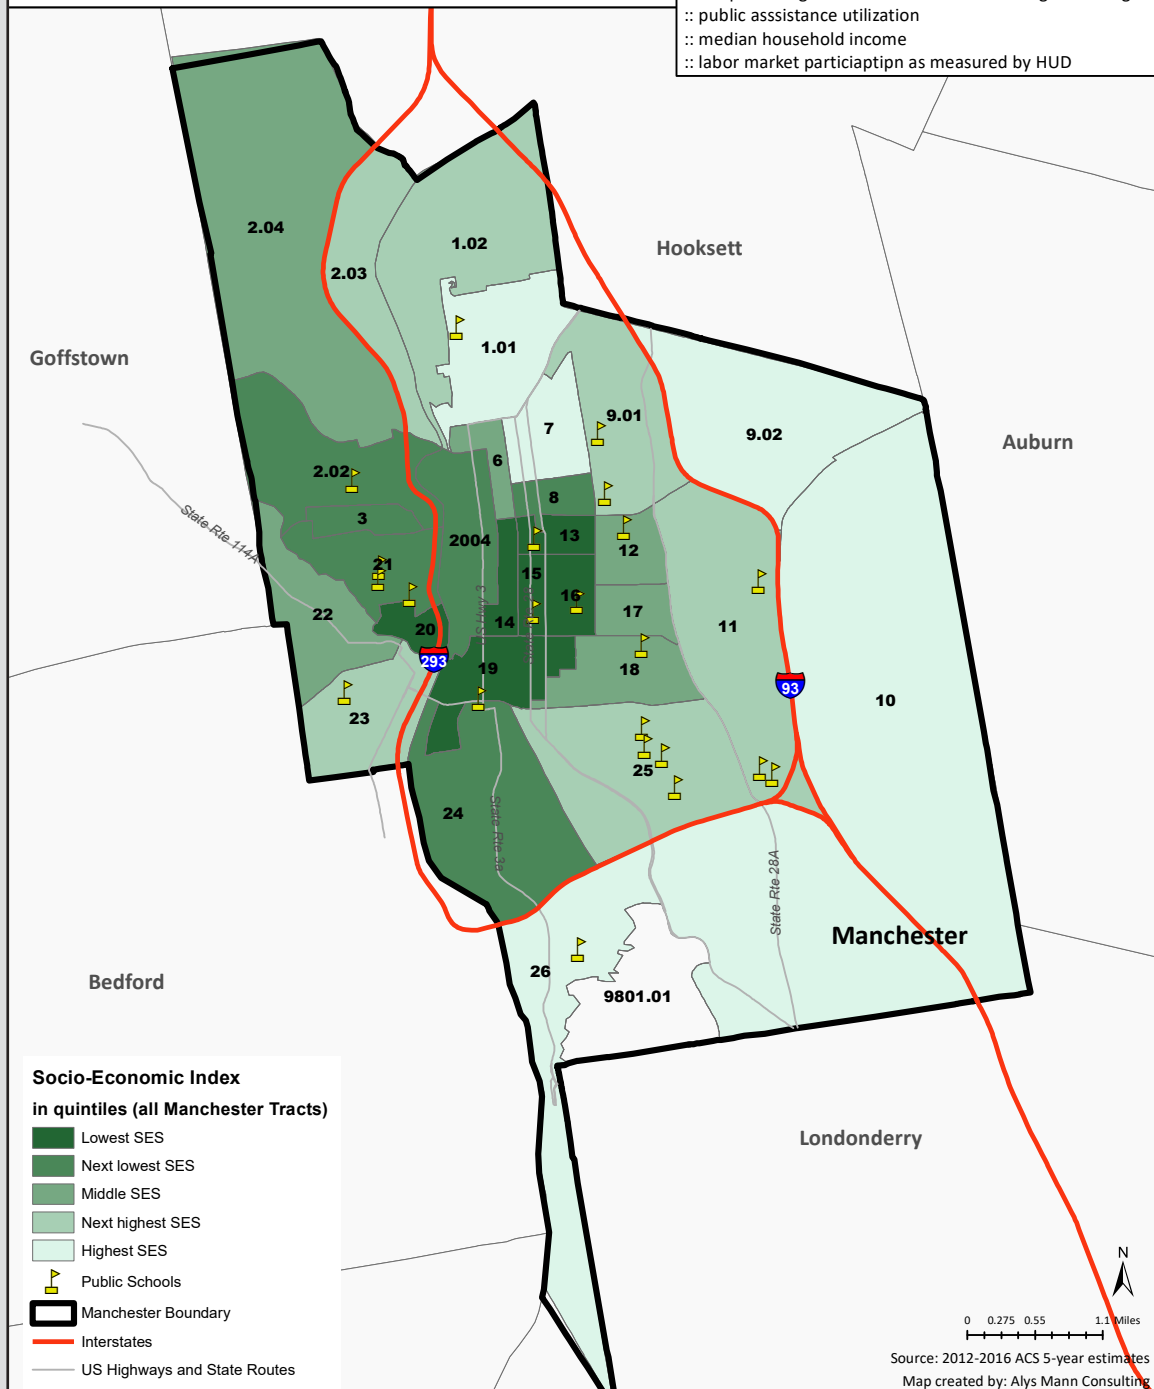 :: public asssistance utilization
:: median household income
:: labor market particiaptipn as measured by HUD
2.04
1.02
Hooksett
2.03
1.01
Goffstown
9.01
7
9.02
Auburn
6
2.02
8
State Rte 114A
3
2004
13
12
21
15
16
US Hwy 3
22
17
14
20
11
293
19
18
93
10
23
25
24
State Rte 3a
State Rte 28A
Manchester
26
Bedford
9801.01
Socio-Economic Index
in quintiles (all Manchester Tracts)
Lowest SES
Next lowest SES
Middle SES
Next highest SES
Highest SES
Public Schools
Manchester Boundary
Interstates
US Highways and State Routes
Londonderry
N
0 0.275 0.55 1.1 Miles
Source: 2012-2016 ACS 5-year estimates
Map created by: Alys Mann Consulting